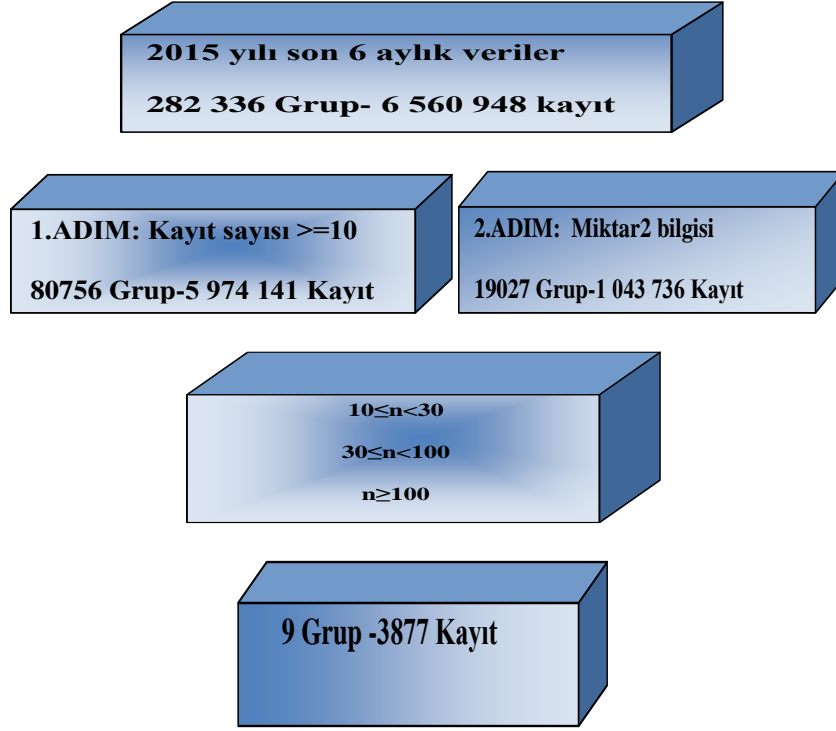 2015 yılı son 6 aylık veriler
282 336 Grup- 6 560 948 kayıt
1.ADIM: Kayıt sayısı >=10
80756 Grup-5 974 141 Kayıt
2.ADIM: Miktar2 bilgisi
19027 Grup-1 043 736 Kayıt
10≤n<30
30≤n<100
n≥100
9 Grup -3877 Kayıt